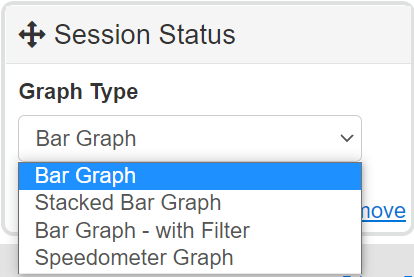 Session Status
Graph Type
Bar Graph
Bar Graph
Stacked Bar Graph
Bar Graph - with Filter
Speedometer Graph